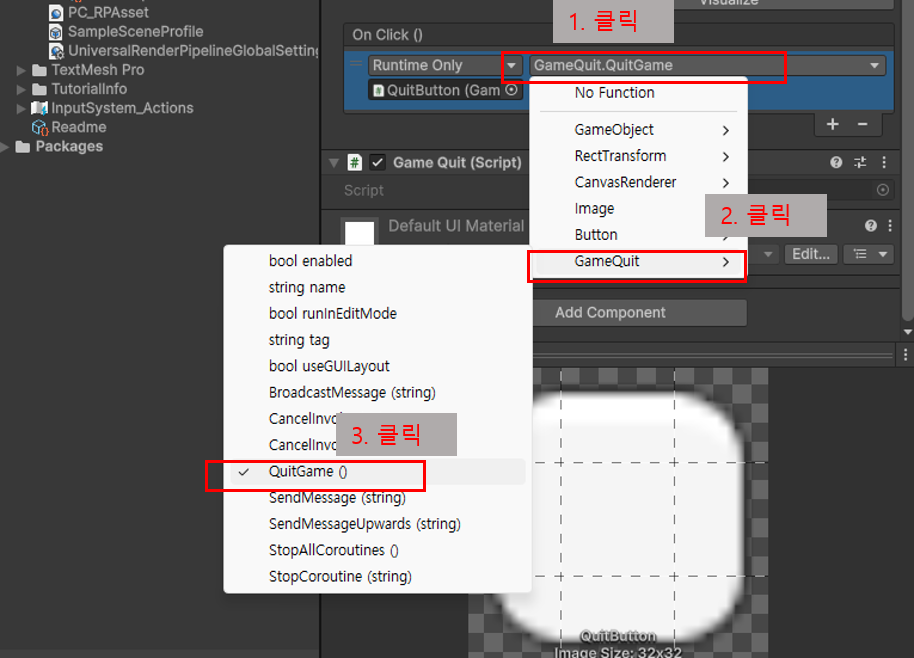 PC_RPAsset
SampleSceneProfile
UniversalRenderPipelineGlobalSetting
TextMesh Pro
TutorialInfo
InputSystem_Actions
Readme
Packages
Visualize
1. 클릭
On Click ()
Runtime Only
GameQuit.QuitGame
QuitButton (Gam
No Function
GameObject
RectTransform
CanvasRenderer
Image
Button
GameQuit
2. 클릭
+ −
# Game Quit (Script)
Script
Default UI Material
Edit...
Add Component
bool enabled
string name
bool runInEditMode
string tag
bool useGUILayout
BroadcastMessage (string)
CancelInvo
CancelInvo
3. 클릭
QuitGame ()
SendMessage (string)
SendMessageUpwards (string)
StopAllCoroutines ()
StopCoroutine (string)
QuitButton
Image Size: 32x32